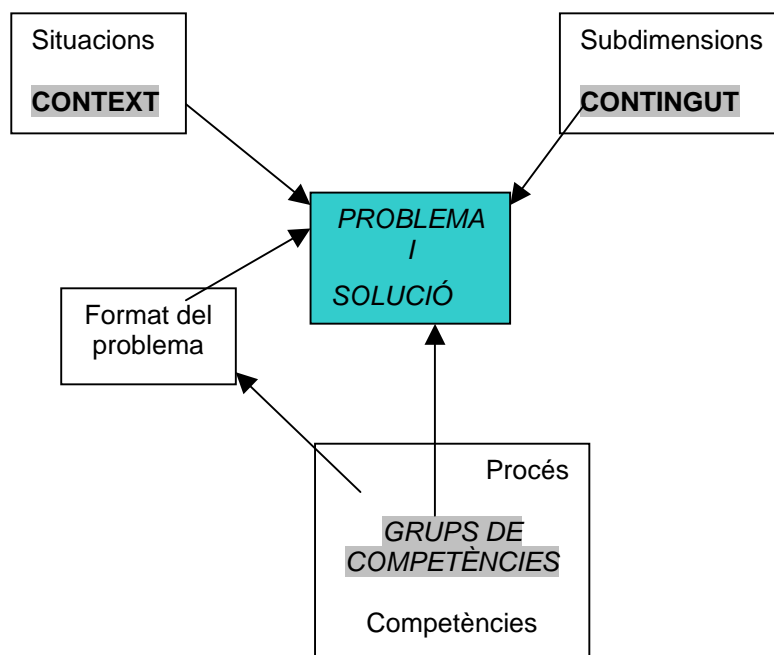 Situacions
CONTEXT
Subdimensions
CONTINGUT
PROBLEMA
I
SOLUCIÓ
Format del
problema
Procés
GRUPS DE
COMPETÈNCIES
Competències